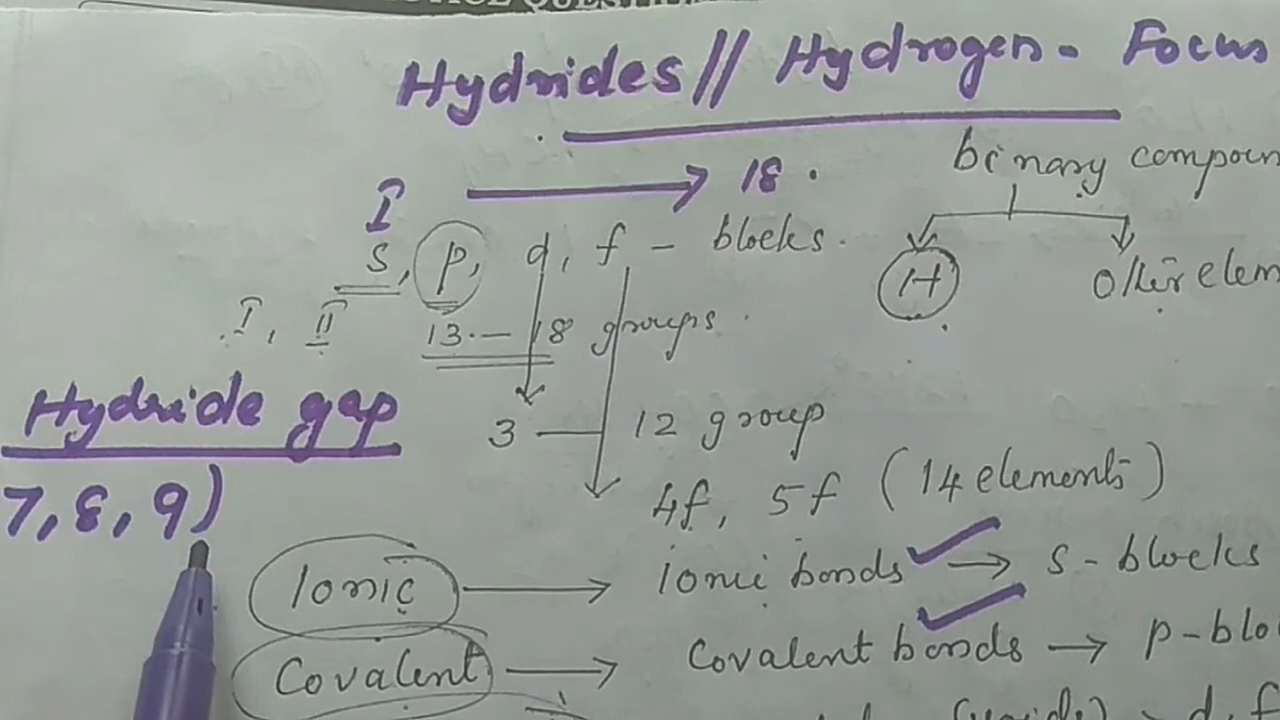 Hydrides // Hydrogen - Focus
binary compoun
I → 18.
s, p, d, f - blocks.
H
other elem
I, II 13 - 18 groups.
Hydride gap
3 — 12 group
7, 8, 9)
4f, 5f (14 elements)
Ionic → ionic bonds → s - blocks
Covalent → Covalent bonds → p - blo
d, f